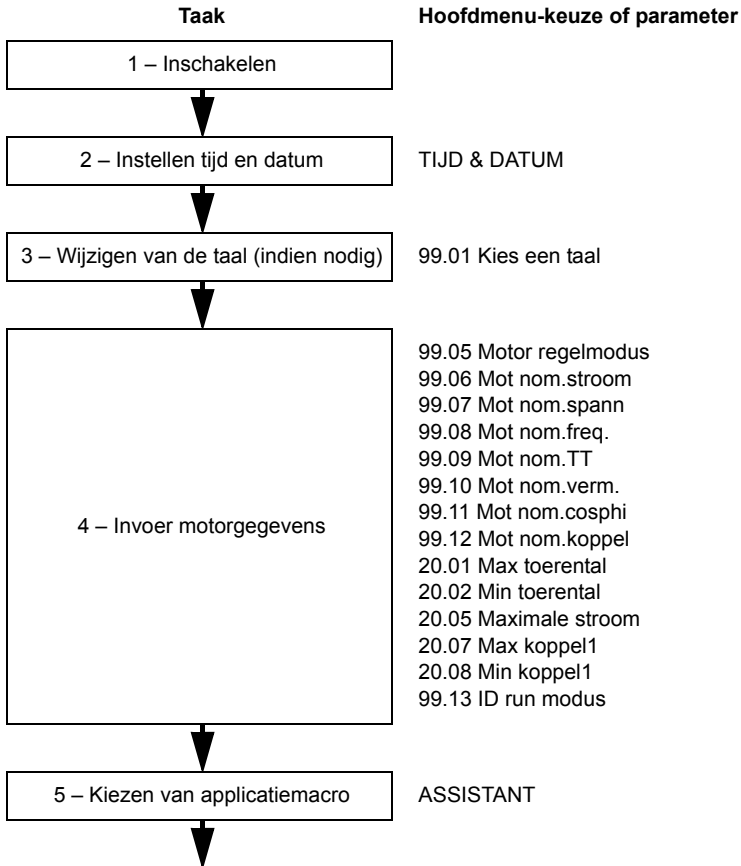 Taak Hoofdmenu-keuze of parameter
1 – Inschakelen
2 – Instellen tijd en datum TIJD & DATUM
3 – Wijzigen van de taal (indien nodig) 99.01 Kies een taal
4 – Invoer motorgegevens
99.05 Motor regelmodus
99.06 Mot nom.stroom
99.07 Mot nom.spann
99.08 Mot nom.freq.
99.09 Mot nom.TT
99.10 Mot nom.verm.
99.11 Mot nom.cosphi
99.12 Mot nom.koppel
20.01 Max toerental
20.02 Min toerental
20.05 Maximale stroom
20.07 Max koppel1
20.08 Min koppel1
99.13 ID run modus
5 – Kiezen van applicatiemacro ASSISTANT